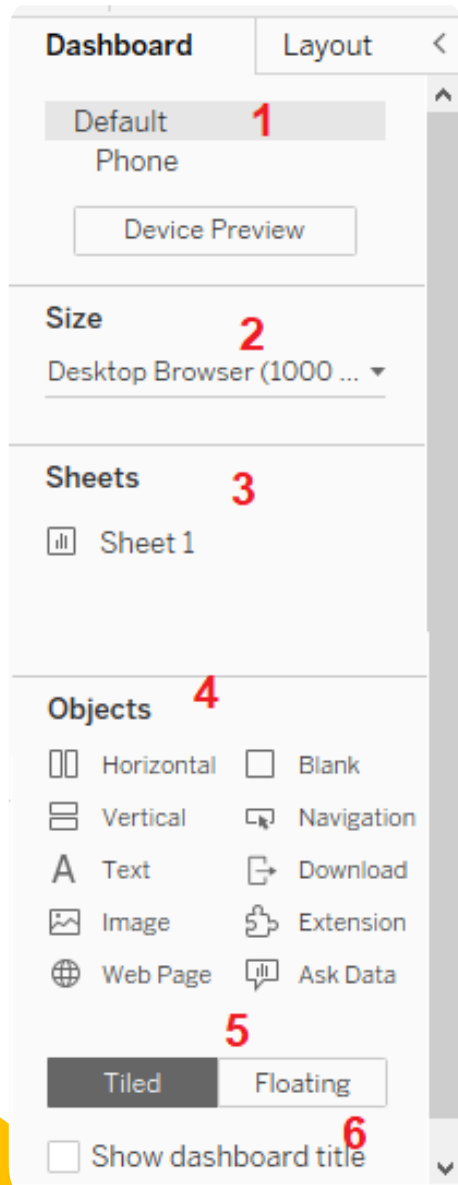 Dashboard Layout <
Default 1
Phone
Device Preview
Size 2
Desktop Browser (1000 ...
Sheets 3
Sheet 1
Objects 4
Horizontal Blank
Vertical Navigation
A Text Download
Image Extension
Web Page Ask Data
5
Tiled Floating
6
Show dashboard title